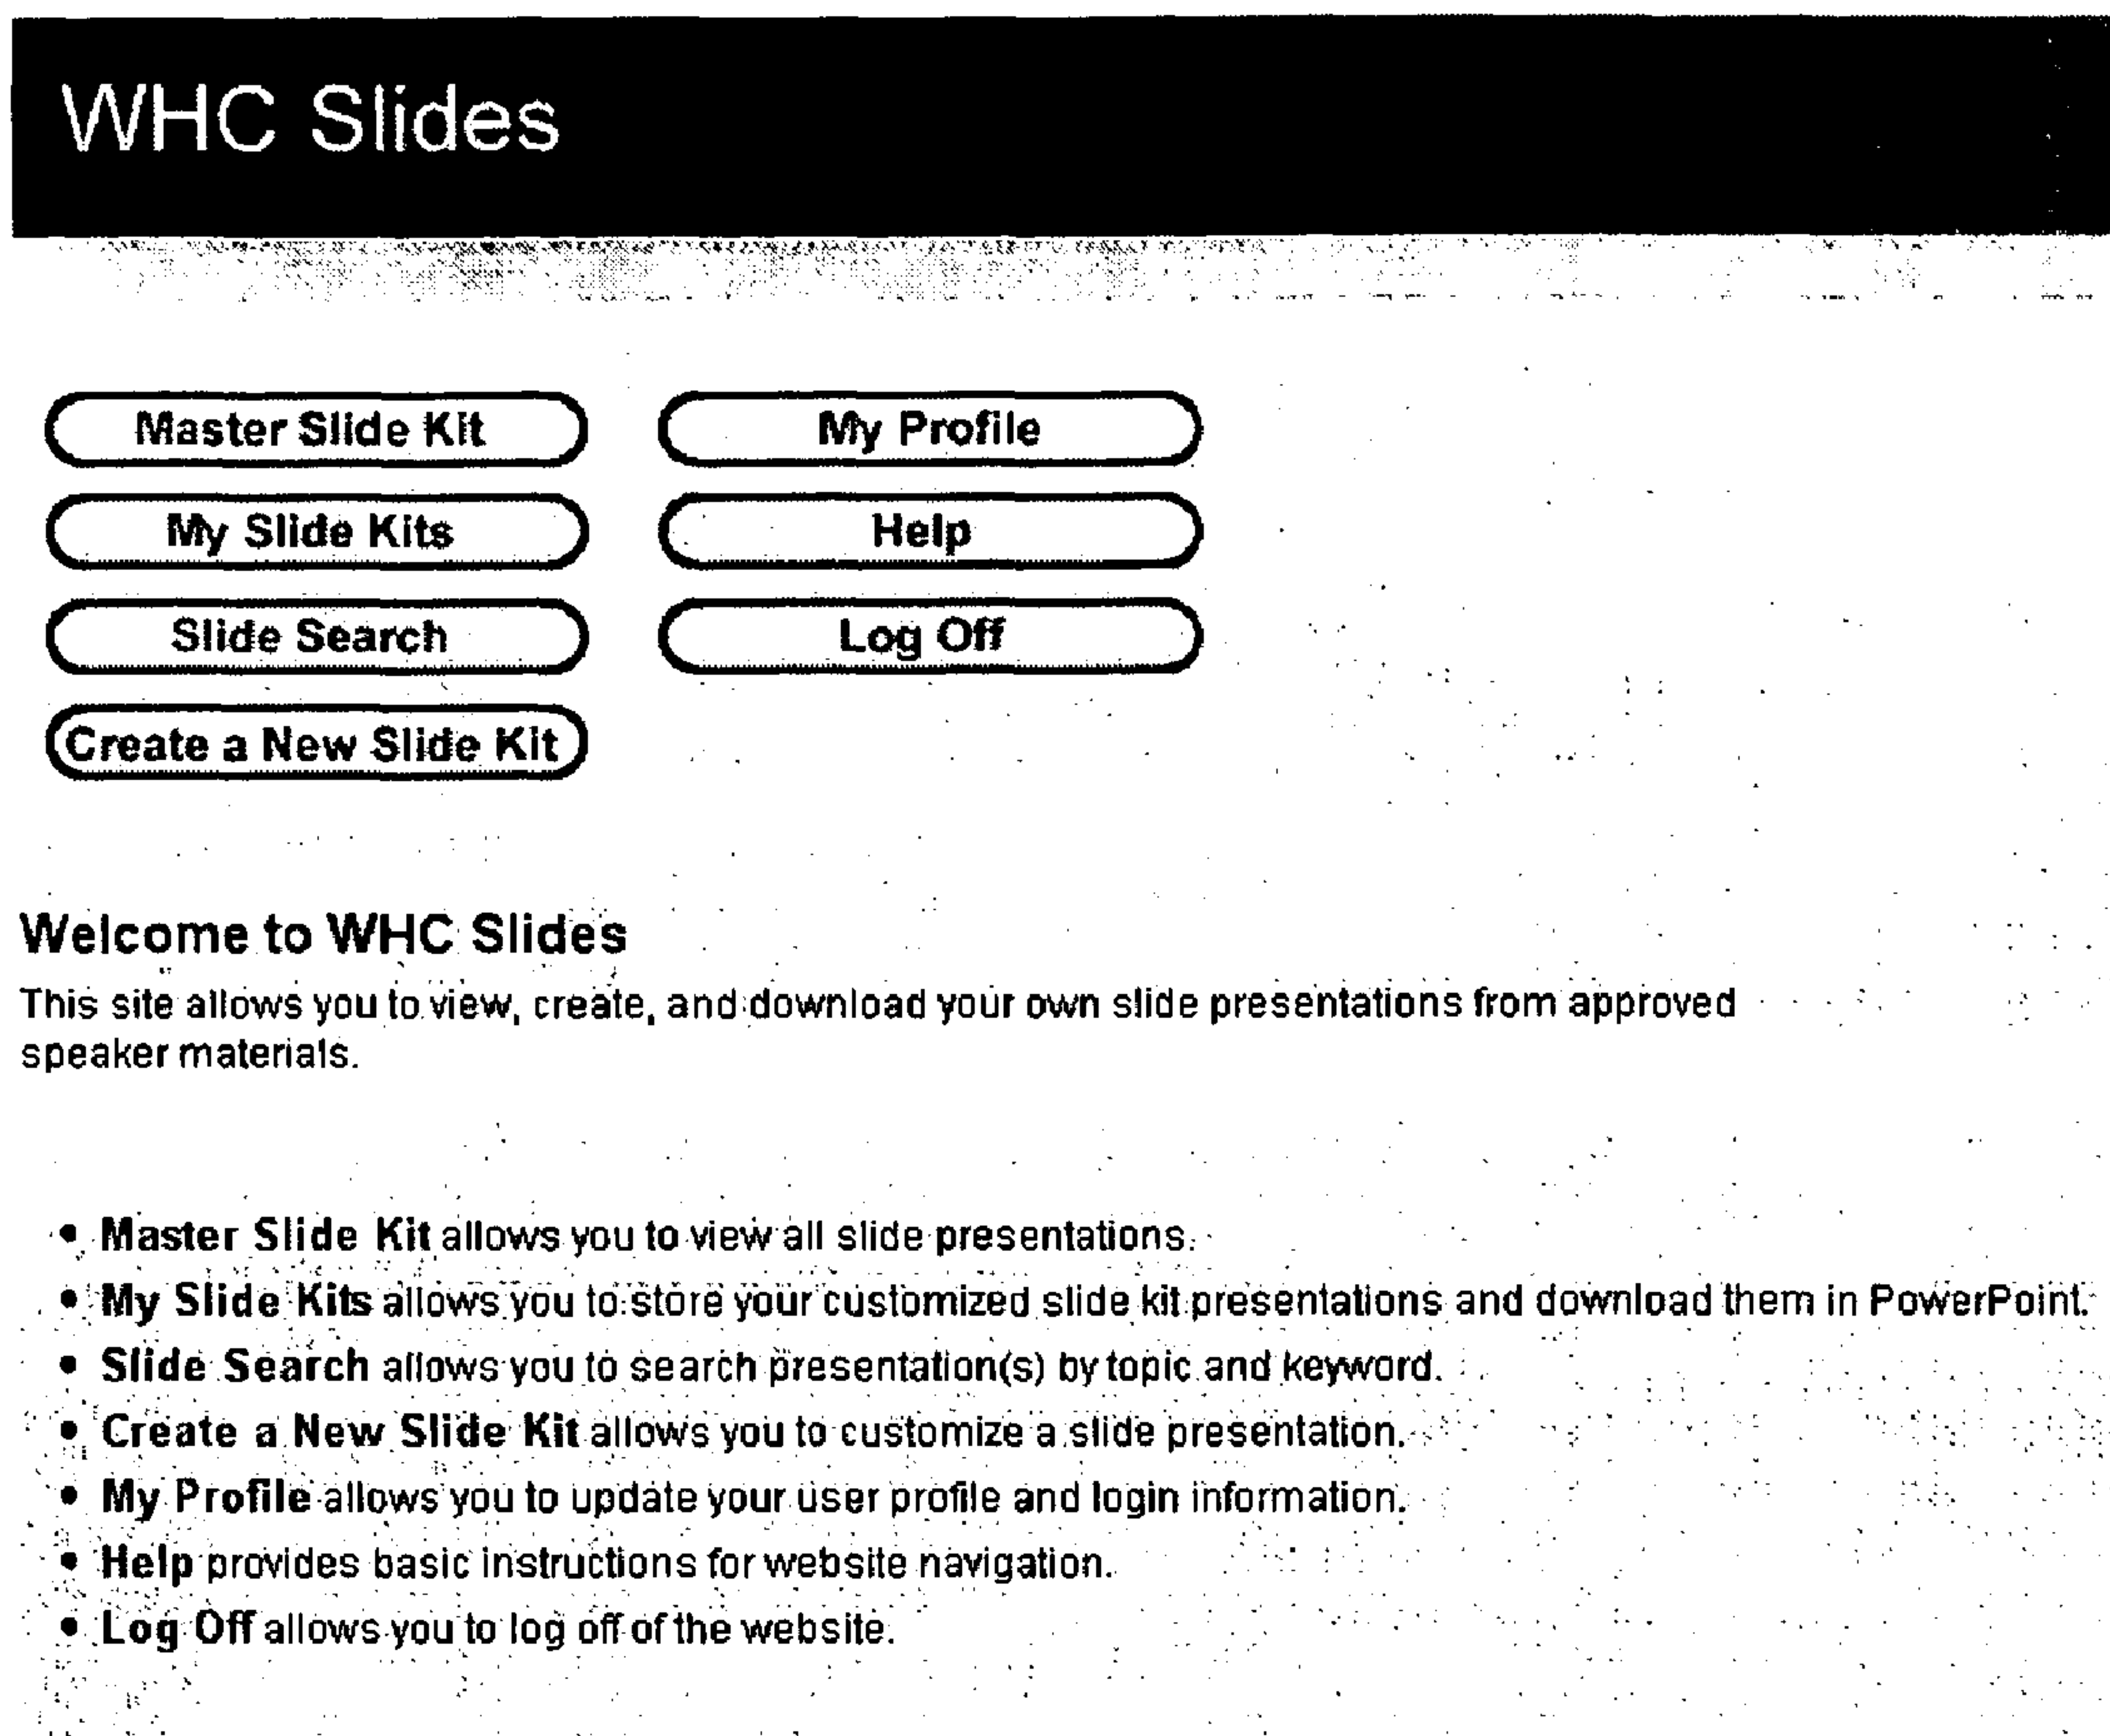 WHC Slides
Master Slide Kit
My Profile
My Slide Kits
Help
Slide Search
Log Off
Create a New Slide Kit
Welcome to WHC Slides
This site allows you to view, create, and download your own slide presentations from approved
speaker materials.
• Master Slide Kit allows you to view all slide presentations.
• My Slide Kits allows you to store your customized slide kit presentations and download them in PowerPoint.
• Slide Search allows you to search presentation(s) by topic and keyword.
• Create a New Slide Kit allows you to customize a slide presentation.
• My Profile allows you to update your user profile and login information.
• Help provides basic instructions for website navigation.
• Log Off allows you to log off of the website.